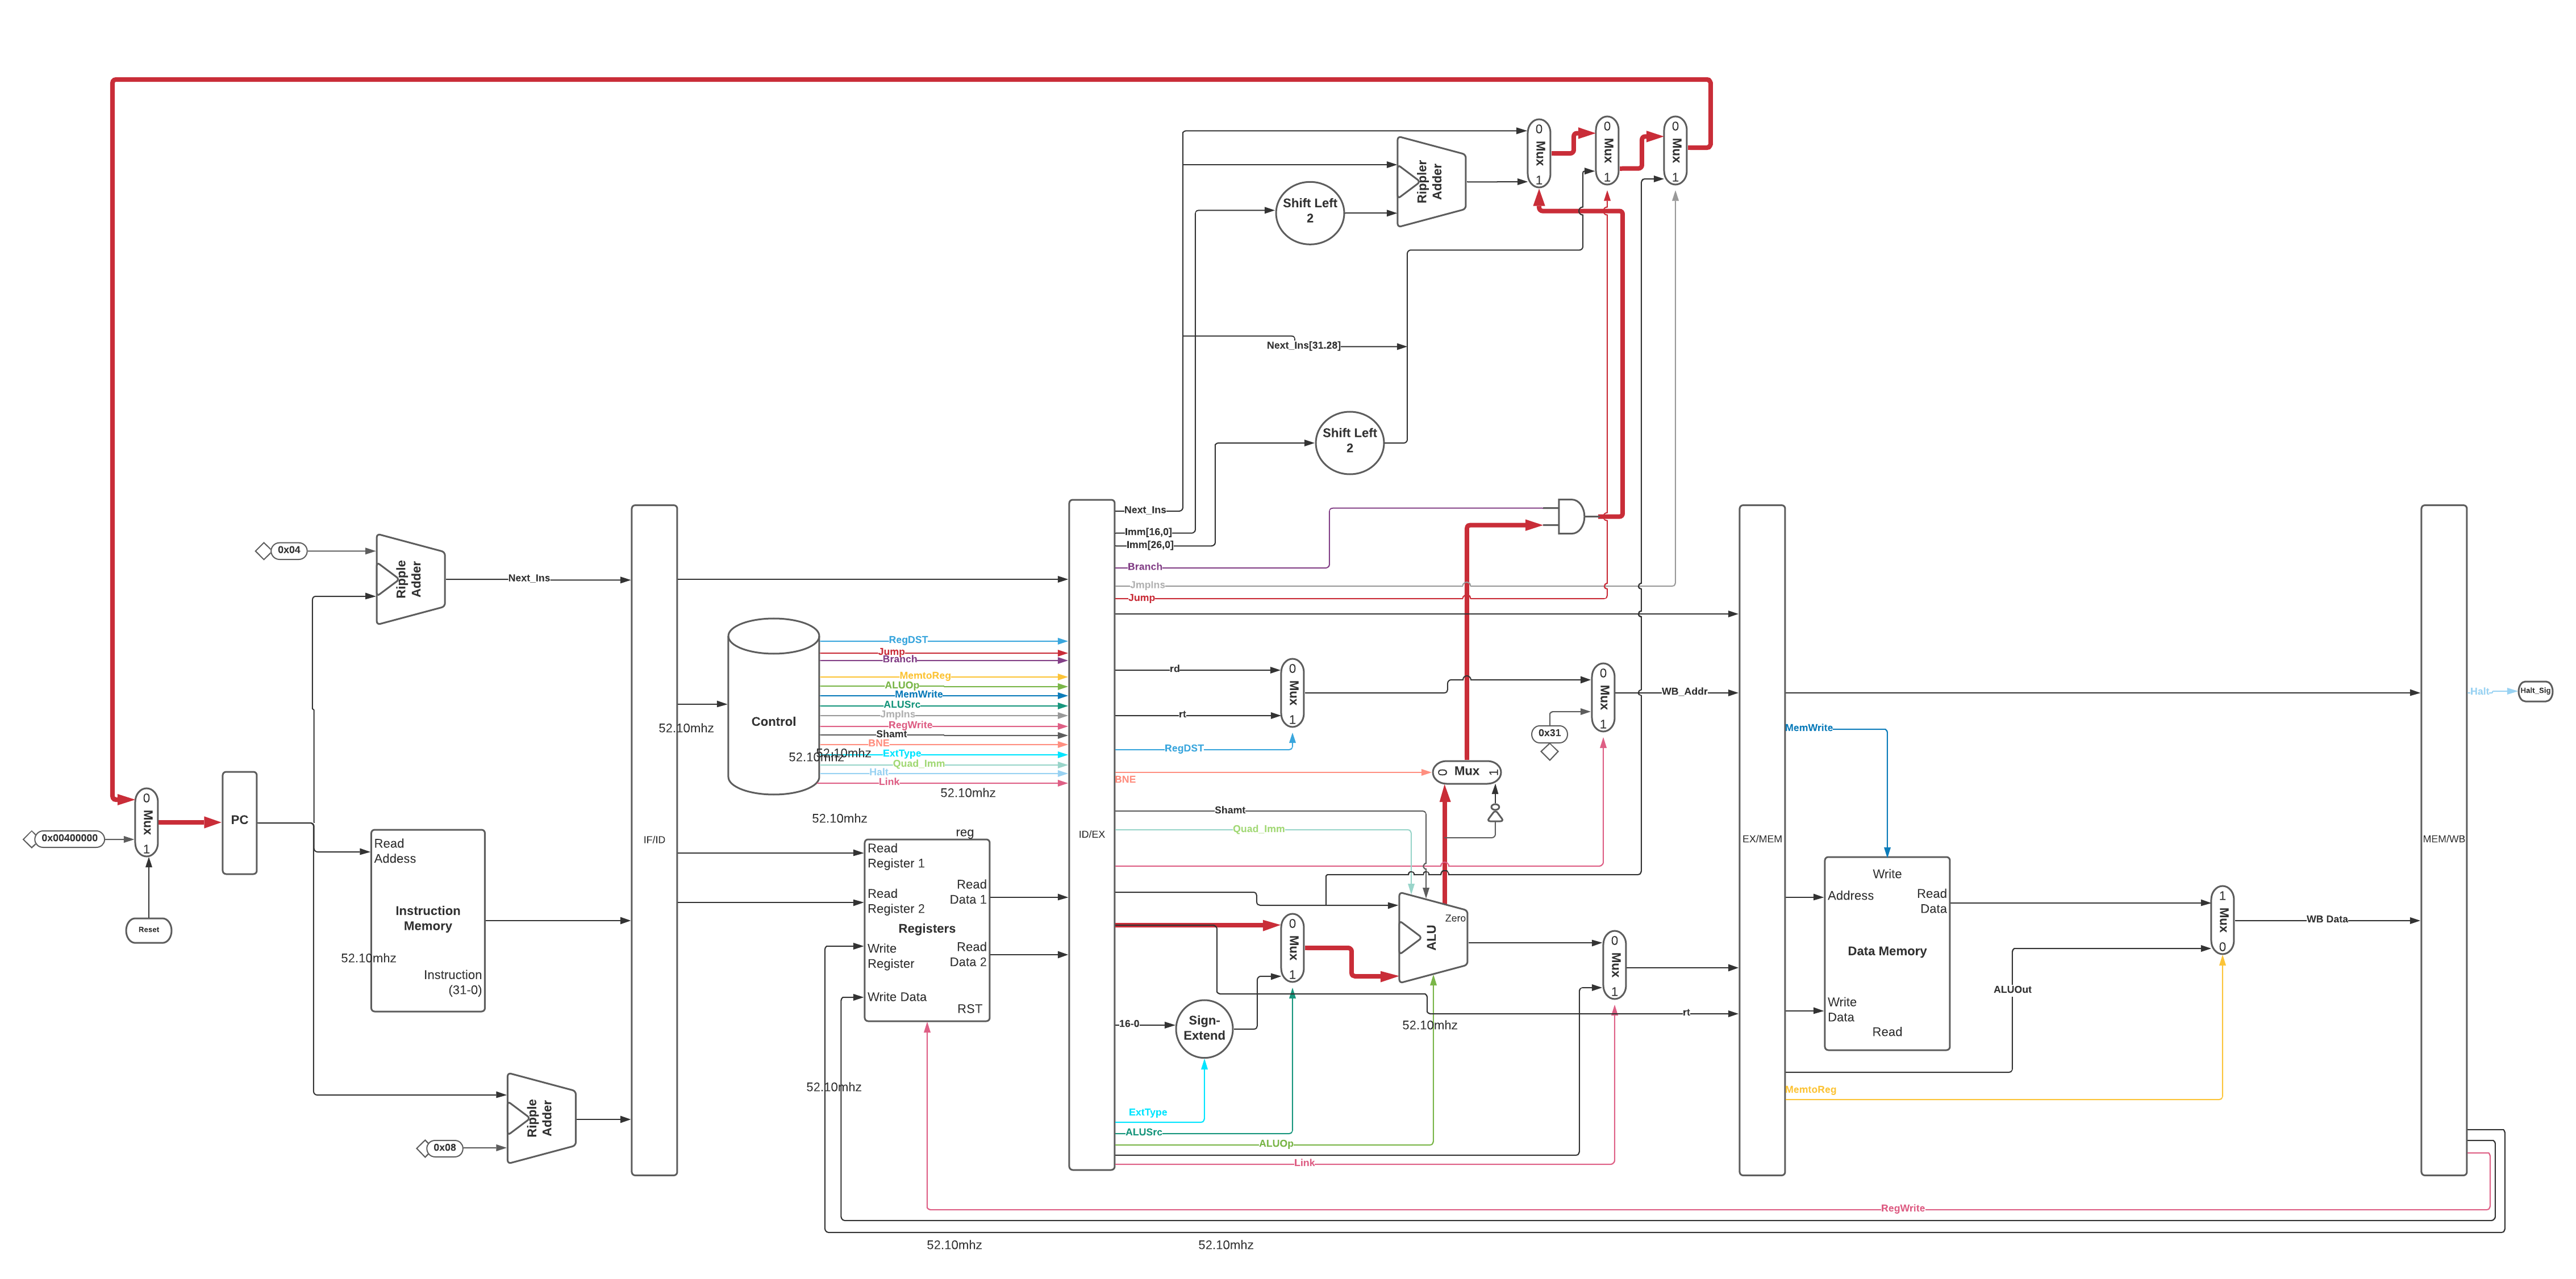 0
Mux
1
0
Mux
1
0
Mux
1
Rippler
Adder
Shift Left
2
Next_Ins[31.28]
Shift Left
2
Next_Ins
Imm[16,0]
Imm[26,0]
Branch
JmpIns
Jump
0x04
Ripple
Adder
Next_Ins
RegDST
Jump
Branch
MemtoReg
ALUOp
MemWrite
ALUSrc
JmpIns
RegWrite
Shamt
BNE
ExtType
Quad_Imm
Halt
Link
Control
52.10mhz
52.10mhz
52.10mhz
52.10mhz
52.10mhz
rd
rt
0
Mux
1
RegDST
0
Mux
1
WB_Addr
0x31
Halt
Halt_Sig
MemWrite
BNE
0
Mux
1
Shamt
Quad_Imm
0
Mux
1
PC
0x00400000
Reset
IF/ID
ID/EX
EX/MEM
MEM/WB
Read
Addess
Instruction
Memory
52.10mhz
Instruction
(31-0)
reg
Read
Register 1
Read
Data 1
Read
Register 2
Registers
Write
Register
Read
Data 2
Write Data
RST
0
Mux
1
Zero
ALU
0
Mux
1
Write
Address
Read
Data
Data Memory
Write
Data
Read
1
Mux
0
WB Data
ALUOut
MemtoReg
16-0
Sign-
Extend
52.10mhz
rt
52.10mhz
ExtType
ALUSrc
ALUOp
Link
Ripple
Adder
0x08
RegWrite
52.10mhz
52.10mhz